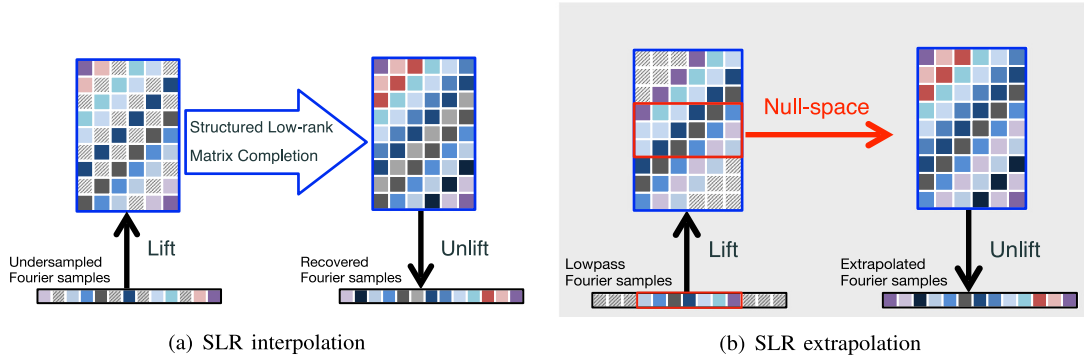 Structured Low-rank
Matrix Completion
Lift
Unlift
Undersampled
Fourier samples
Recovered
Fourier samples
(a) SLR interpolation
Null-space
Lift
Unlift
Lowpass
Fourier samples
Extrapolated
Fourier samples
(b) SLR extrapolation